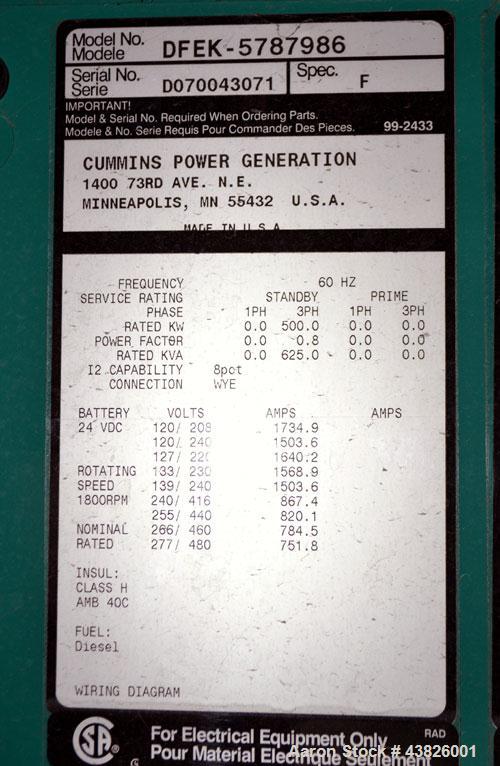 Model No. DFEK-5787986
Modele
Serial No. D070043071 Spec. F
Serie
IMPORTANT!
Model & Serial No. Required When Ordering Parts.
Modele & No. Serie Requis Pour Commander Des Pieces. 99-2433
CUMMINS POWER GENERATION
1400 73RD AVE. N.E.
MINNEAPOLIS, MN 55432 U.S.A.
MADE IN U S A
FREQUENCY 60 HZ
SERVICE RATING STANDBY PRIME
PHASE 1PH 3PH 1PH 3PH
RATED KW 0.0 500.0 0.0 0.0
POWER FACTOR 0.0 0.8 0.0 0.0
RATED KVA 0.0 625.0 0.0 0.0
I2 CAPABILITY 8pct
CONNECTION WYE
BATTERY VOLTS AMPS AMPS
24 VDC 120/ 208 1734.9
120/ 240 1503.6
127/ 220 1640.2
ROTATING 133/ 230 1568.9
SPEED 139/ 240 1503.6
1800RPM 240/ 416 867.4
255/ 440 820.1
NOMINAL 266/ 460 784.5
RATED 277/ 480 751.8
INSUL:
CLASS H
AMB 40C
FUEL:
Diesel
WIRING DIAGRAM
SA ® For Electrical Equipment Only RAD
Pour Material Electrique Seulement
Aaron Stock # 43826001